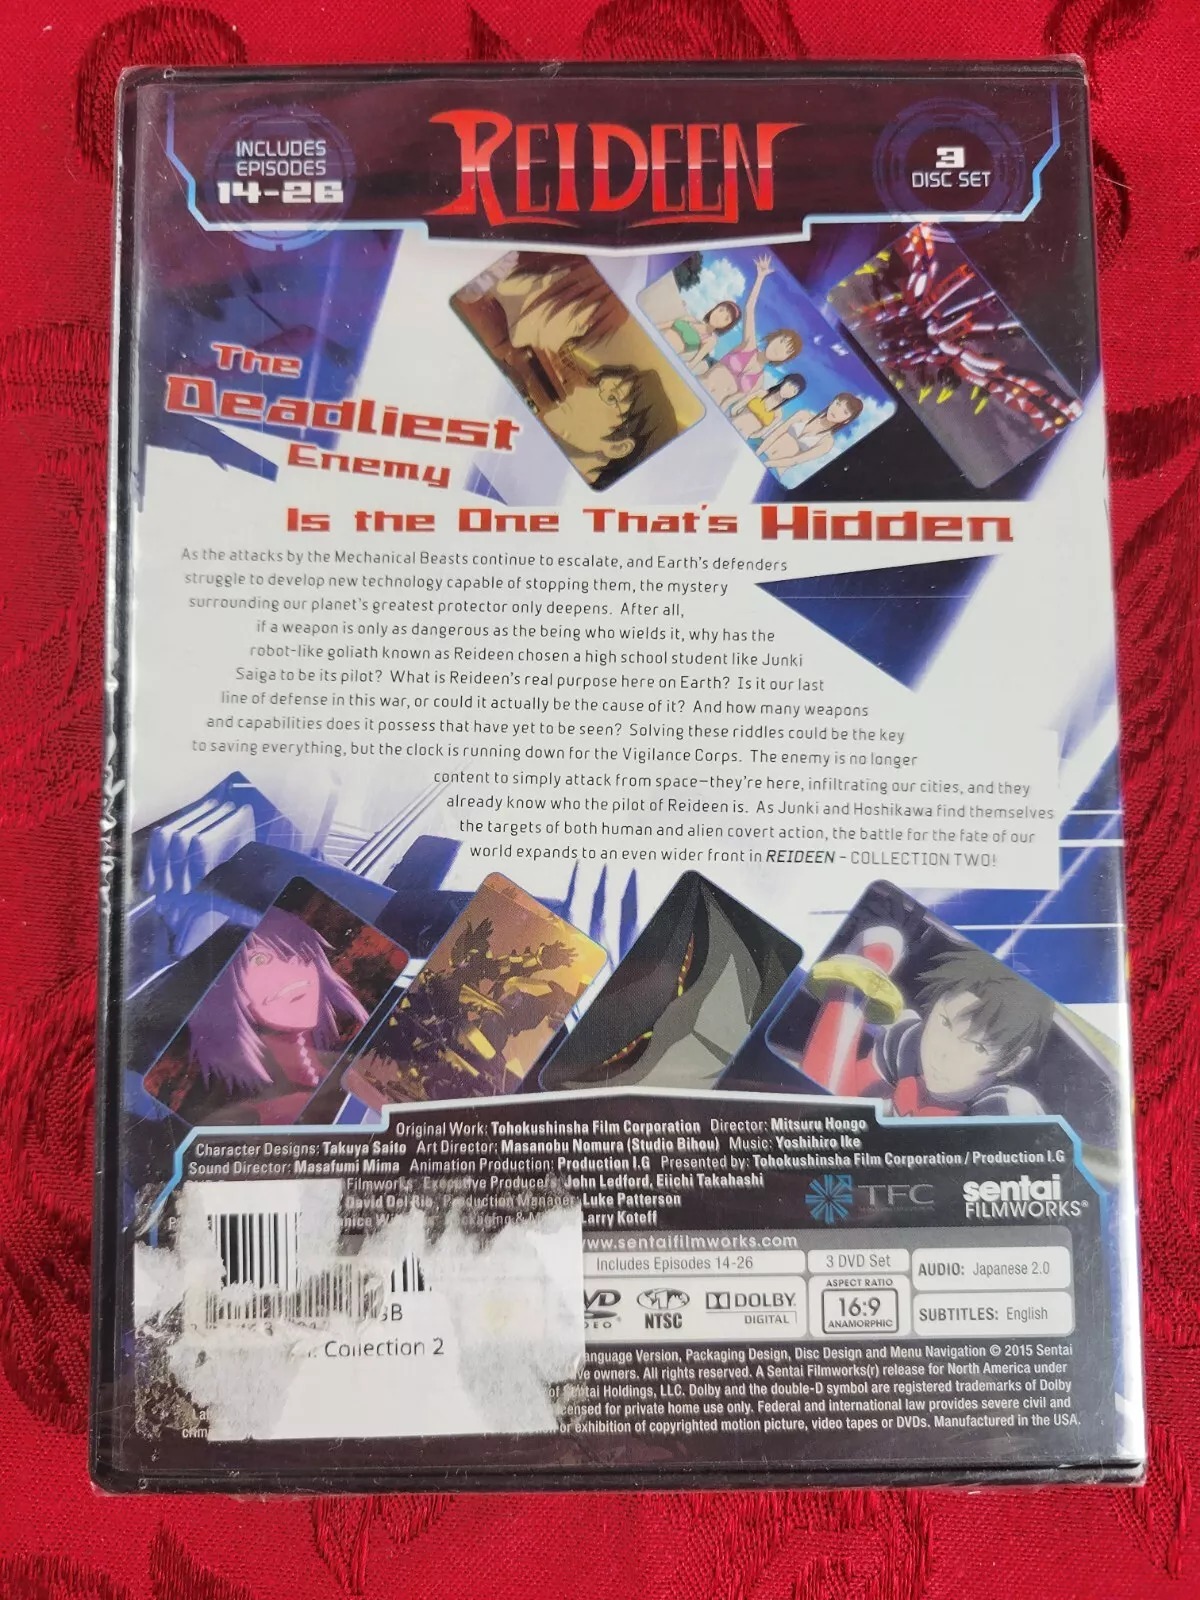 INCLUDES
EPISODES
14-26
REIDEEN
3
DISC SET
The
Deadliest
Enemy
Is the One That's Hidden
As the attacks by the Mechanical Beasts continue to escalate, and Earth's defenders
struggle to develop new technology capable of stopping them, the mystery
surrounding our planet's greatest protector only deepens. After all,
if a weapon is only as dangerous as the being who wields it, why has the
robot-like goliath known as Reideen chosen a high school student like Junki
Saiga to be its pilot? What is Reideen's real purpose here on Earth? Is it our last
line of defense in this war, or could it actually be the cause of it? And how many weapons
and capabilities does it possess that have yet to be seen? Solving these riddles could be the key
to saving everything, but the clock is running down for the Vigilance Corps. The enemy is no longer
content to simply attack from space—they're here, infiltrating our cities, and they
already know who the pilot of Reideen is. As Junki and Hoshikawa find themselves
the targets of both human and alien covert action, the battle for the fate of our
world expands to an even wider front in REIDEEN - COLLECTION TWO!
Original Work: Tohokushinsha Film Corporation Director: Mitsuru Hongo
Character Designs: Takuya Saito Art Director: Masanobu Nomura (Studio Bihou) Music: Yoshihiro Ike
Sound Director: Masafumi Mima Animation Production: Production I.G Presented by: Tohokushinsha Film Corporation / Production I.G
Filmworks Executive Producers: John Ledford, Eiichi Takahashi
David Del Rio Production Manager: Luke Patterson
Packaging & Larry Koteff
TFC
sentai
FILMWORKS®
www.sentaifilmworks.com
Includes Episodes 14-26
3 DVD Set
AUDIO: Japanese 2.0
NTSC
DOLBY
DIGITAL
ASPECT RATIO
16:9
ANAMORPHIC
SUBTITLES: English
Collection 2
Language Version, Packaging Design, Disc Design and Menu Navigation © 2015 Sentai
owners. All rights reserved. A Sentai Filmworks(r) release for North America under
of Sentai Holdings, LLC. Dolby and the double-D symbol are registered trademarks of Dolby
licensed for private home use only. Federal and international law provides severe civil and
or exhibition of copyrighted motion picture, video tapes or DVDs. Manufactured in the USA.